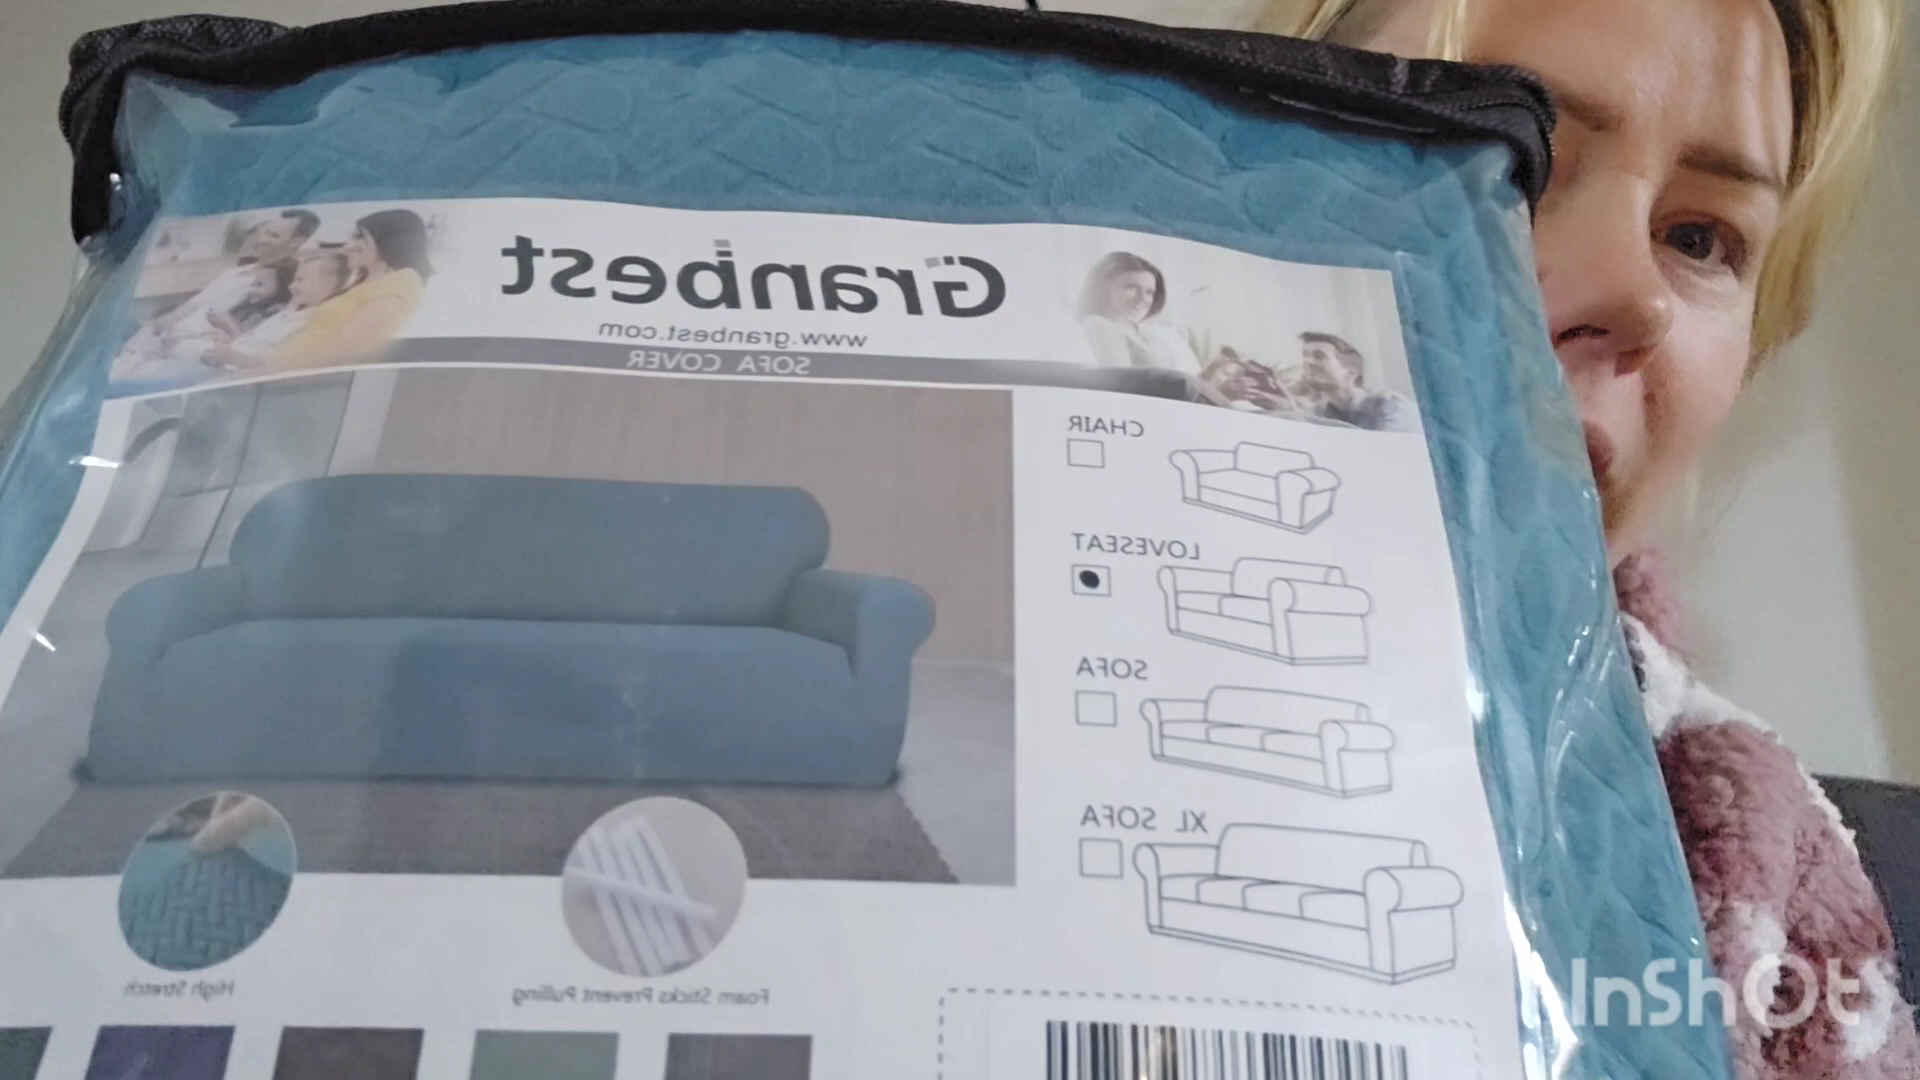 Granbest
www.granbest.com
SOFA COVER
CHAIR
LOVESEAT
SOFA
XL SOFA
High Stretch
Foam Sticks Prevent Pulling
InShOt